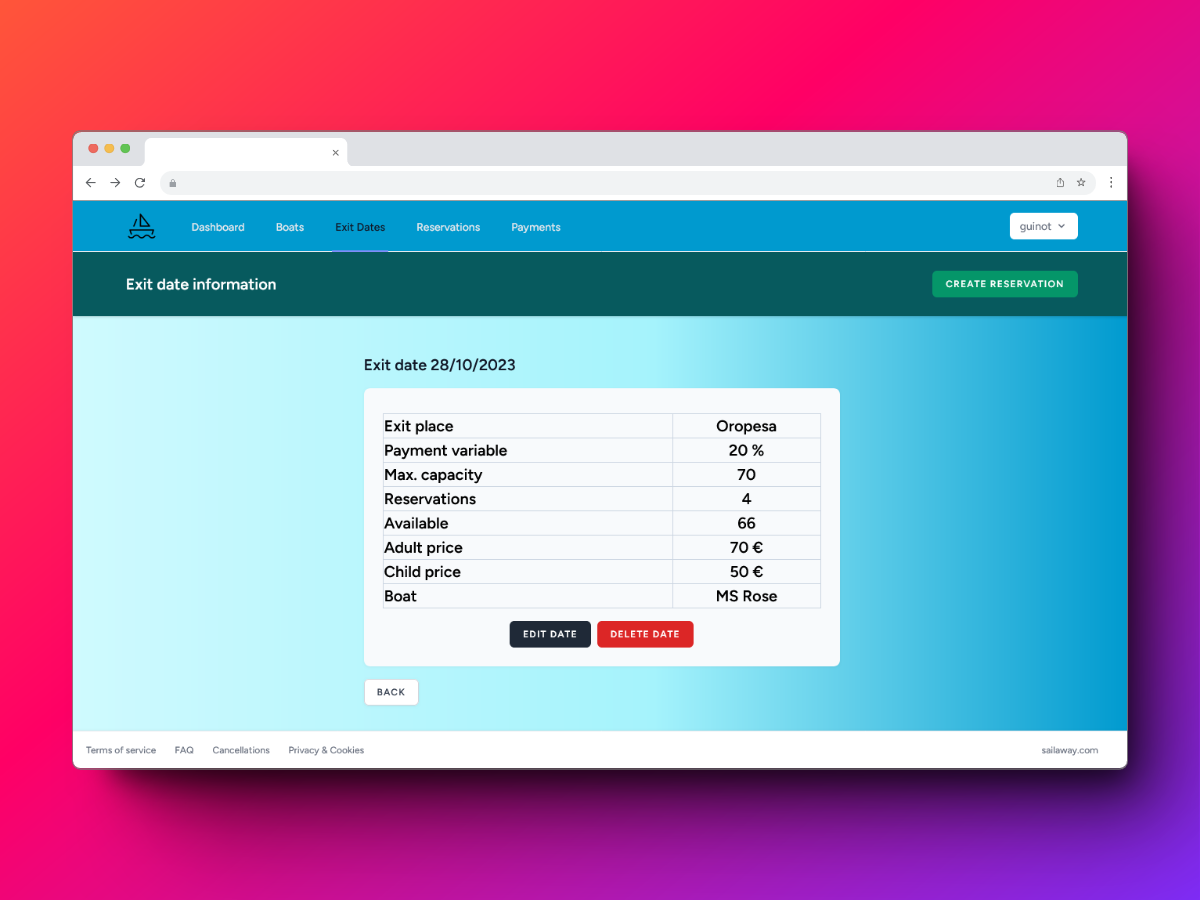 Dashboard Boats Exit Dates Reservations Payments guinot
Exit date information CREATE RESERVATION
Exit date 28/10/2023
Exit place Oropesa
Payment variable 20 %
Max. capacity 70
Reservations 4
Available 66
Adult price 70 €
Child price 50 €
Boat MS Rose
EDIT DATE DELETE DATE
BACK
Terms of service FAQ Cancellations Privacy & Cookies sailaway.com